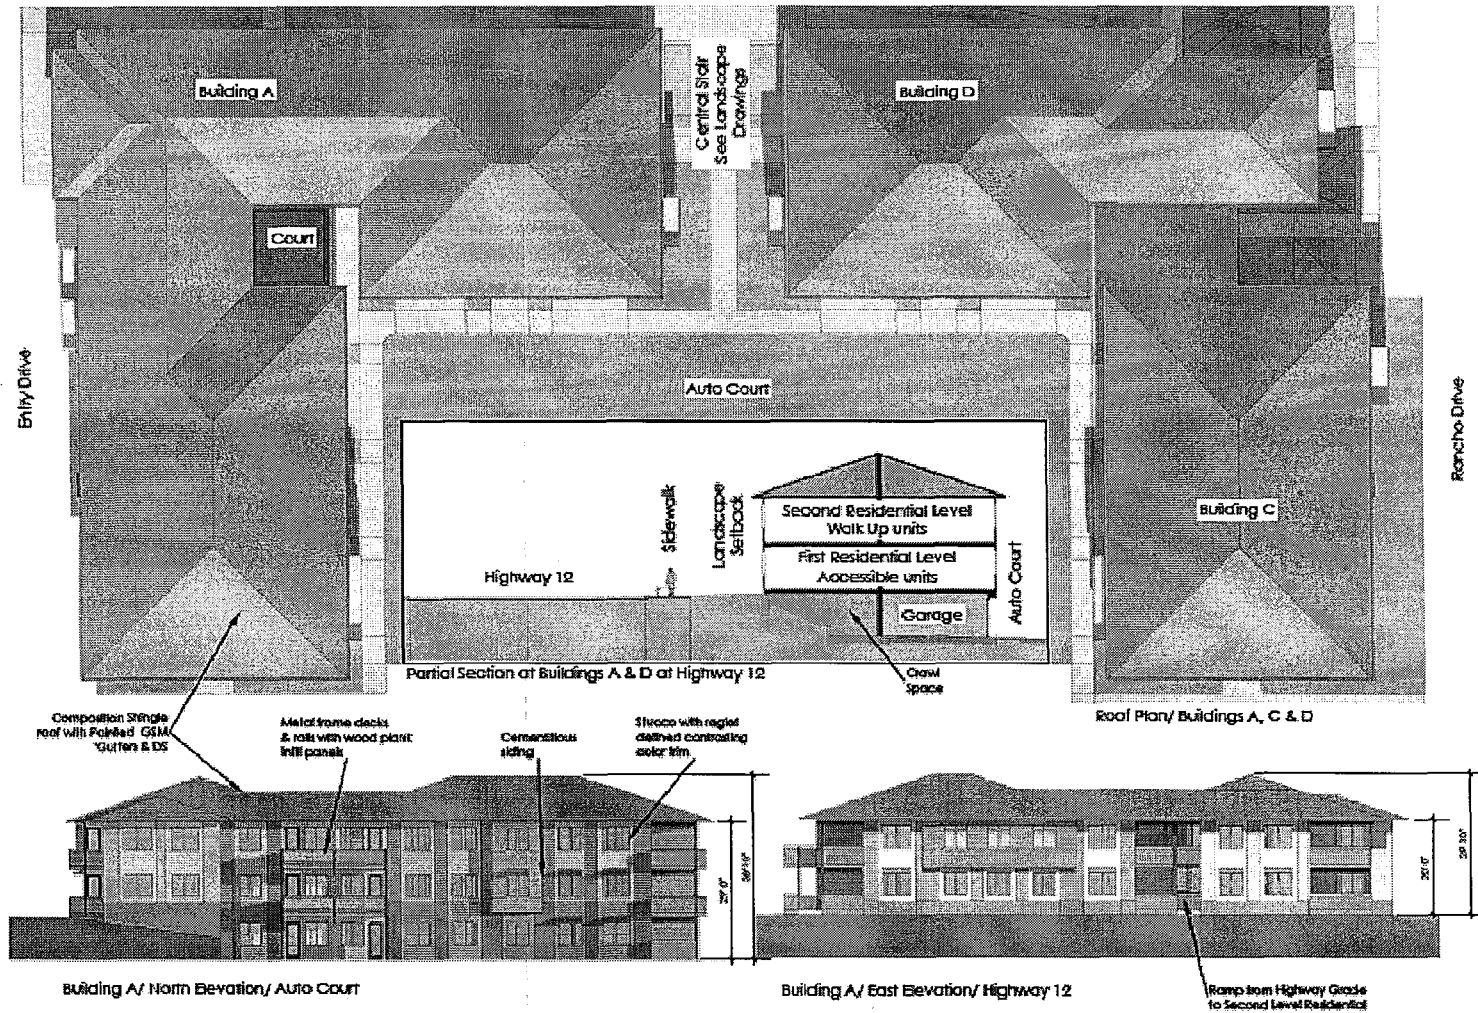 Building A
Central Stair
See Landscape
Drawings
Building D
Court
Entry Drive
Auto Court
Rancho Drive
Building C
Sidewalk
Landscape
Setback
Second Residential Level
Walk Up units
First Residential Level
Accessible units
Highway 12
Garage
Auto Court
Partial Section at Buildings A & D at Highway 12
Crawl
Space
Roof Plan/ Buildings A, C & D
Composition Shingle
roof with Painted GSM
Gutters & DS
Metal frame decks
& rails with wood plank
infill panels
Cementitious
siding
Stucco with reglet
defined contrasting
color trim
29' 0"
20' 0"
Building A/ North Elevation/ Auto Court
Building A/ East Elevation/ Highway 12
Ramp from Highway Grade
to Second Level Residential